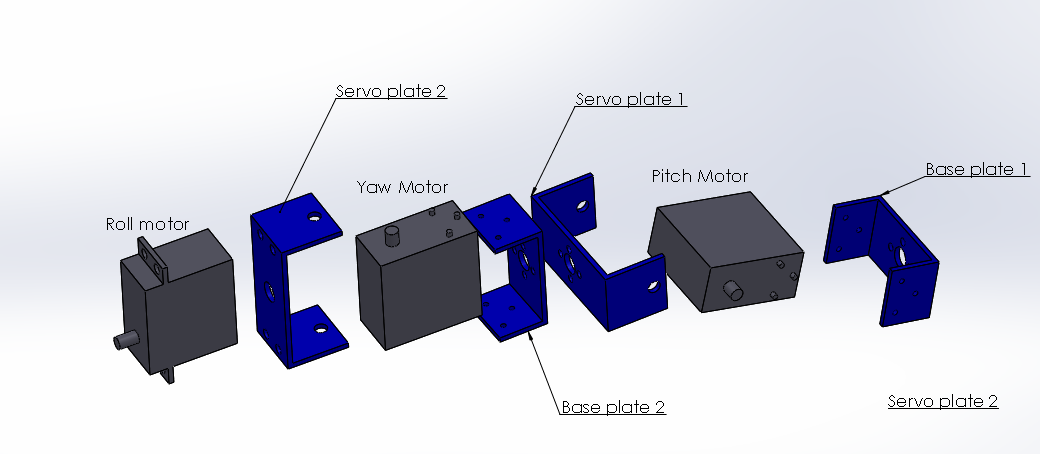 Servo plate 2
Servo plate 1
Base plate 1
Pitch Motor
Yaw Motor
Roll motor
Base plate 2
Servo plate 2